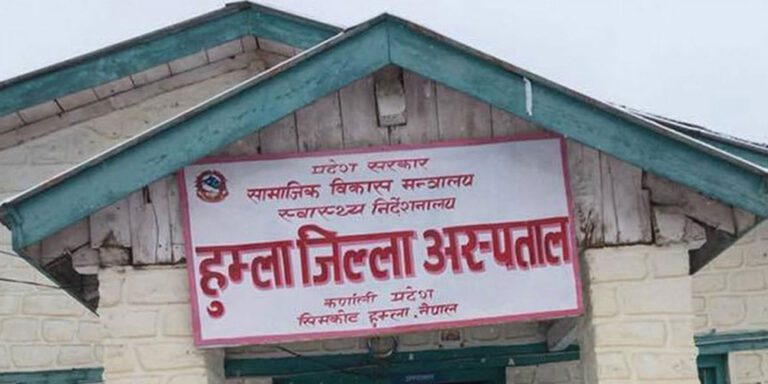 प्रदेश सरकार
सामाजिक विकास मन्त्रालय
स्वास्थ्य निर्देशनालय
हुम्ला जिल्ला अस्पताल
कर्णाली प्रदेश
सिमकोट हुम्ला, नेपाल